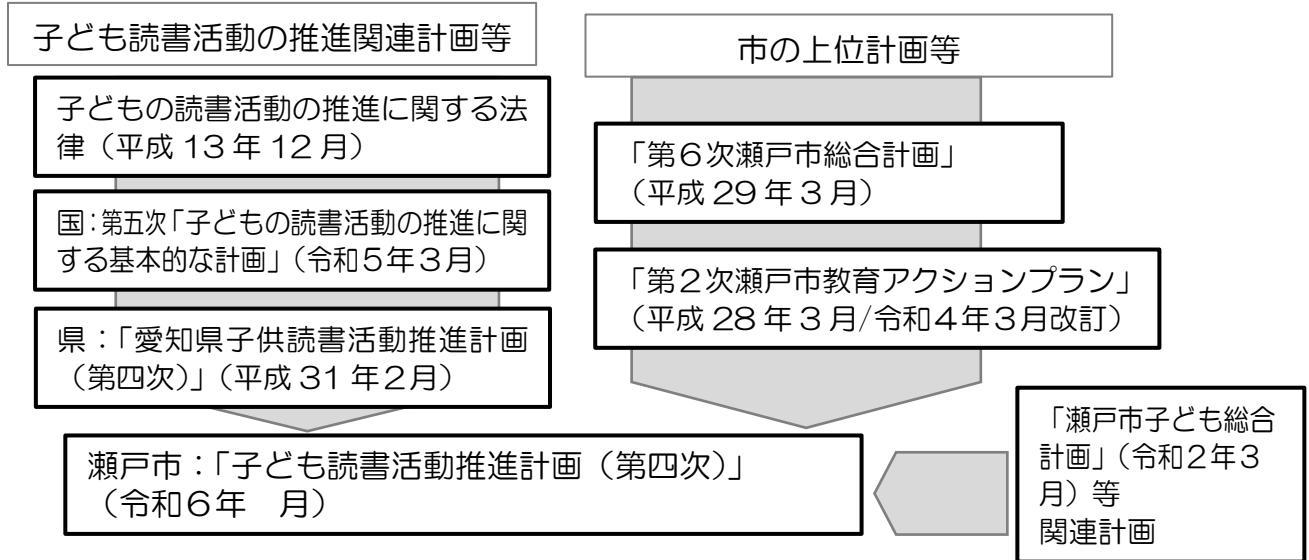 子ども読書活動の推進関連計画等
子どもの読書活動の推進に関する法
律（平成 13 年 12 月）
国：第五次「子どもの読書活動の推進に関
する基本的な計画」（令和５年３月）
県：「愛知県子供読書活動推進計画
（第四次）」（平成 31 年２月）
市の上位計画等
「第６次瀬戸市総合計画」
（平成 29 年３月）
「第２次瀬戸市教育アクションプラン」
（平成 28 年３月/令和４年３月改訂）
瀬戸市：「子ども読書活動推進計画（第四次）」
（令和６年　月）
「瀬戸市子ども総合
計画」（令和２年３
月）等
関連計画